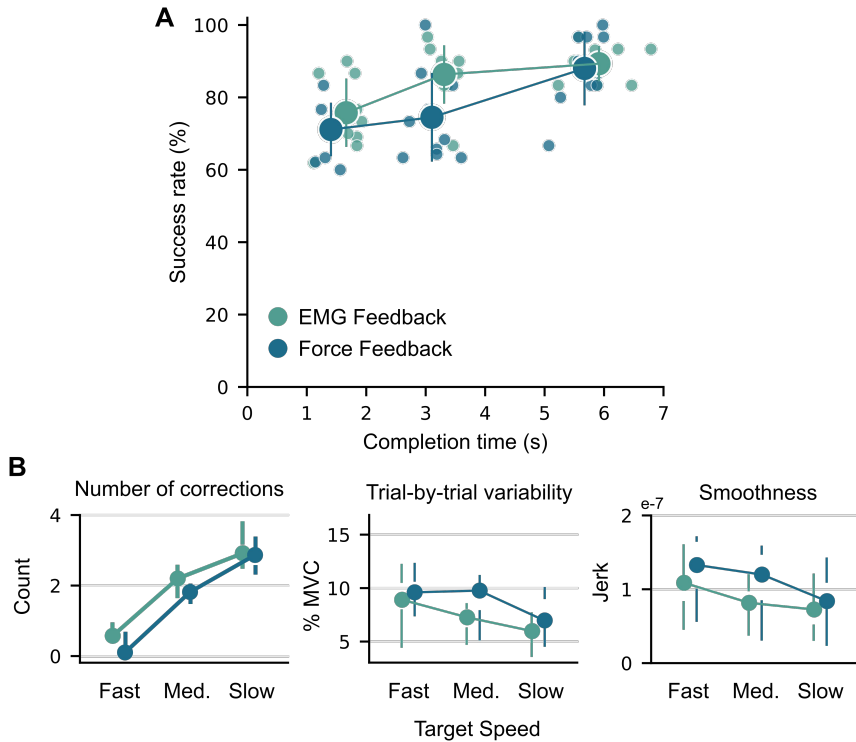 A
100
80
60
40
20
0
Success rate (%)
EMG Feedback
Force Feedback
0 1 2 3 4 5 6 7
Completion time (s)
B
Number of corrections
4
2
0
Count
Fast Med. Slow
Trial-by-trial variability
15
10
5
% MVC
Fast Med. Slow
Target Speed
Smoothness
e-7
2
1
0
Jerk
Fast Med. Slow